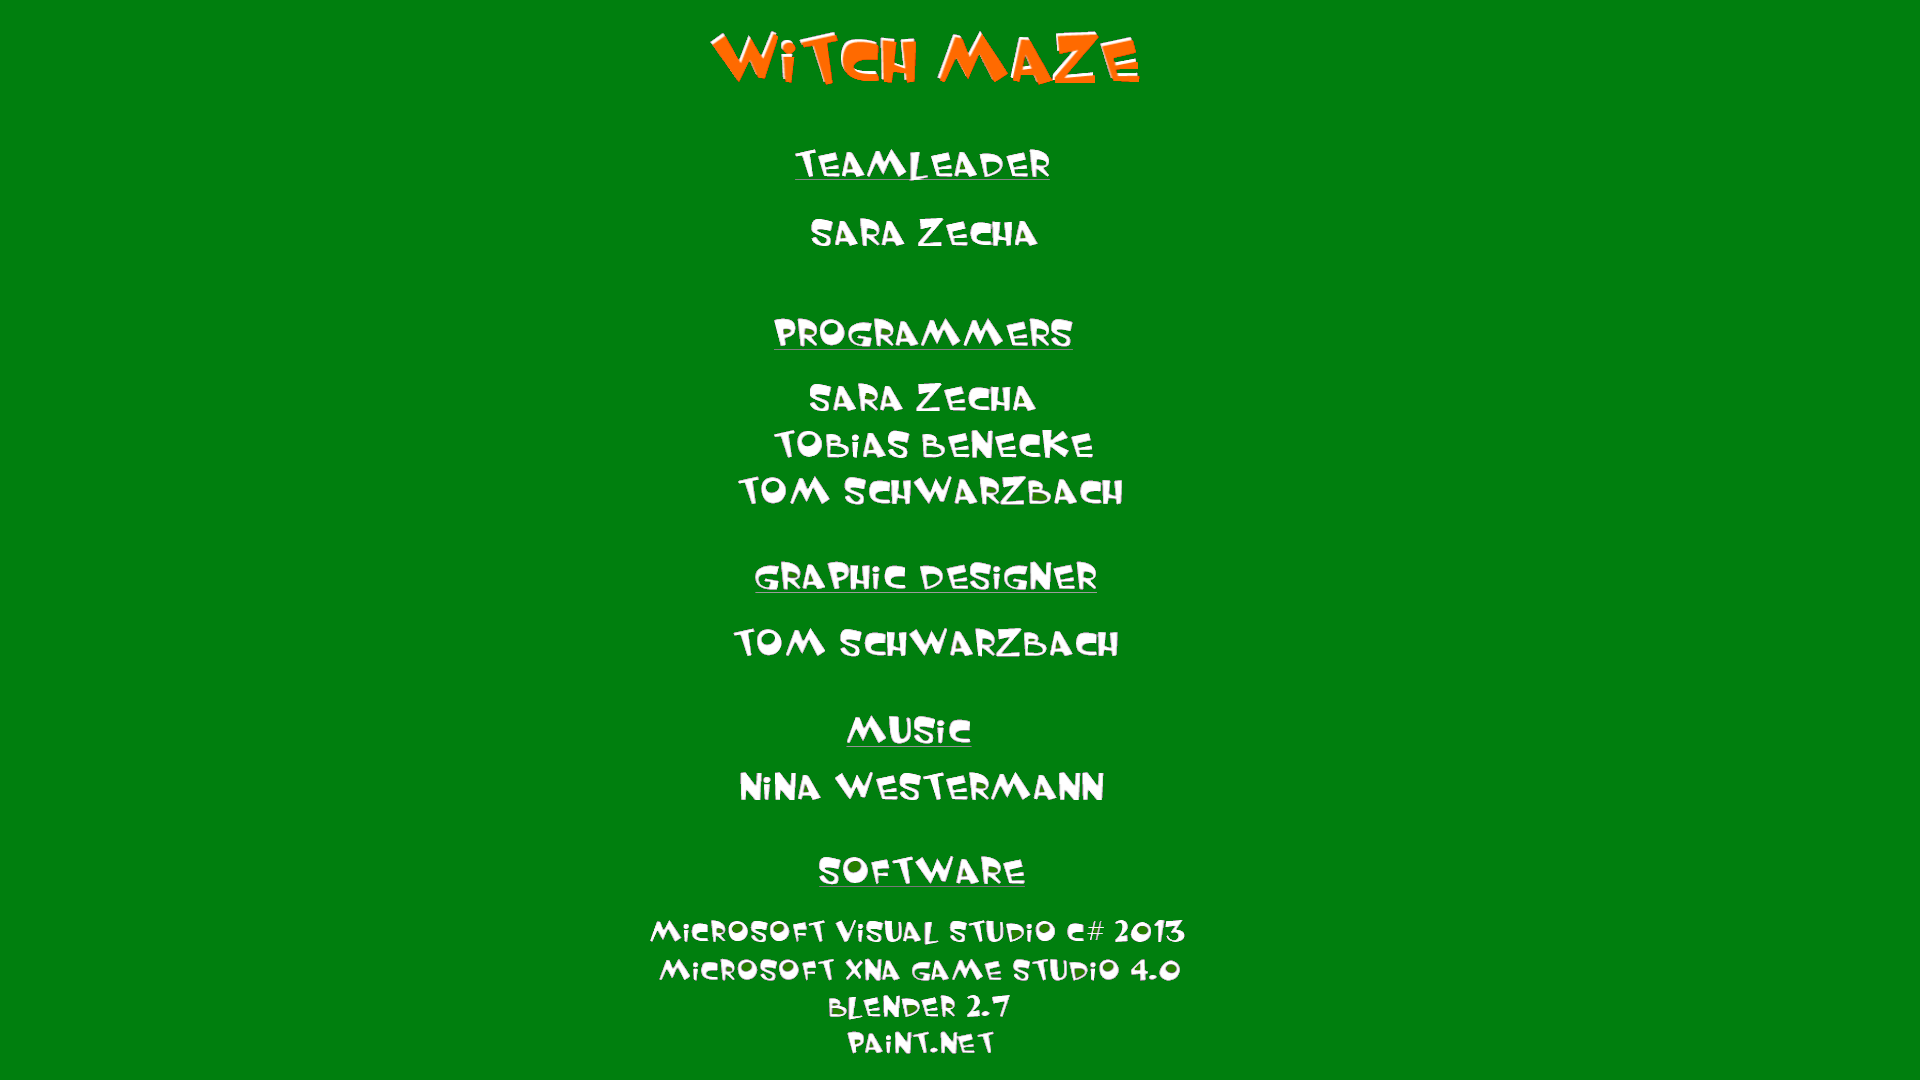 WiTCH MAZE
TEAMLEADER
SARA ZECHA
PROGRAMMERS
SARA ZECHA
TOBiAS BENECKE
TOM SCHWARZBACH
GRAPHiC DESiGNER
TOM SCHWARZBACH
MUSiC
NiNA WESTERMANN
SOFTWARE
MiCROSOFT ViSUAL STUDiO C# 2013
MiCROSOFT XNA GAME STUDiO 4.0
BLENDER 2.7
PAiNT.NET